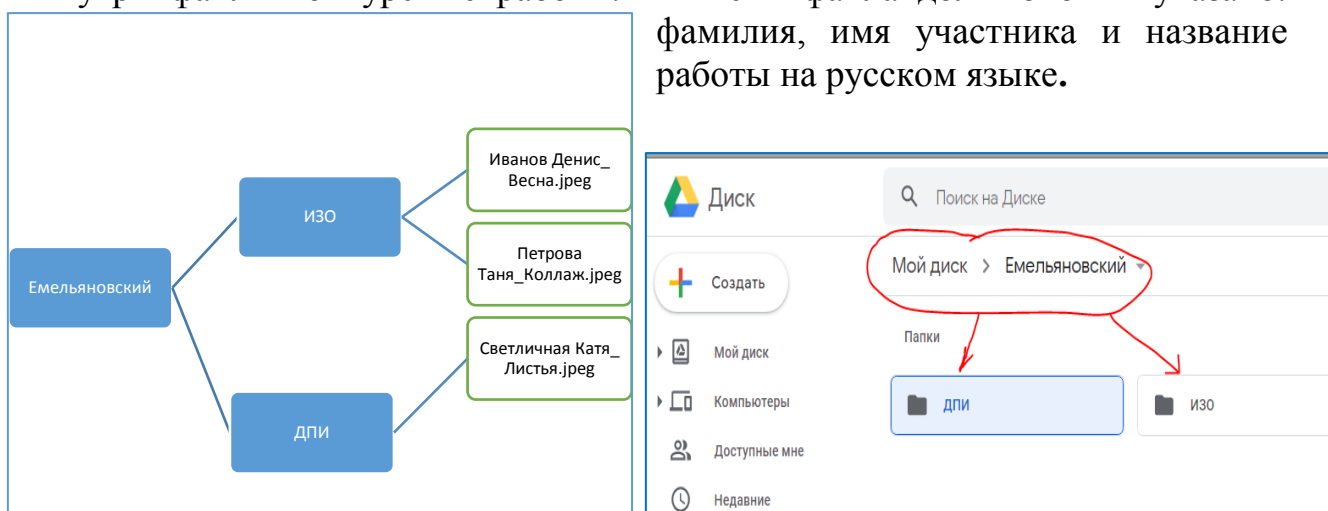 фамилия, имя участника и название
работы на русском языке.
Емельяновский
ИЗО
ДПИ
Иванов Денис_
Весна.jpeg
Петрова
Таня_Коллаж.jpeg
Светличная Катя_
Листья.jpeg
Диск
Поиск на Диске
Создать
Мой диск > Емельяновский
Папки
Мой диск
Компьютеры
Доступные мне
Недавние
ДПИ
ИЗО